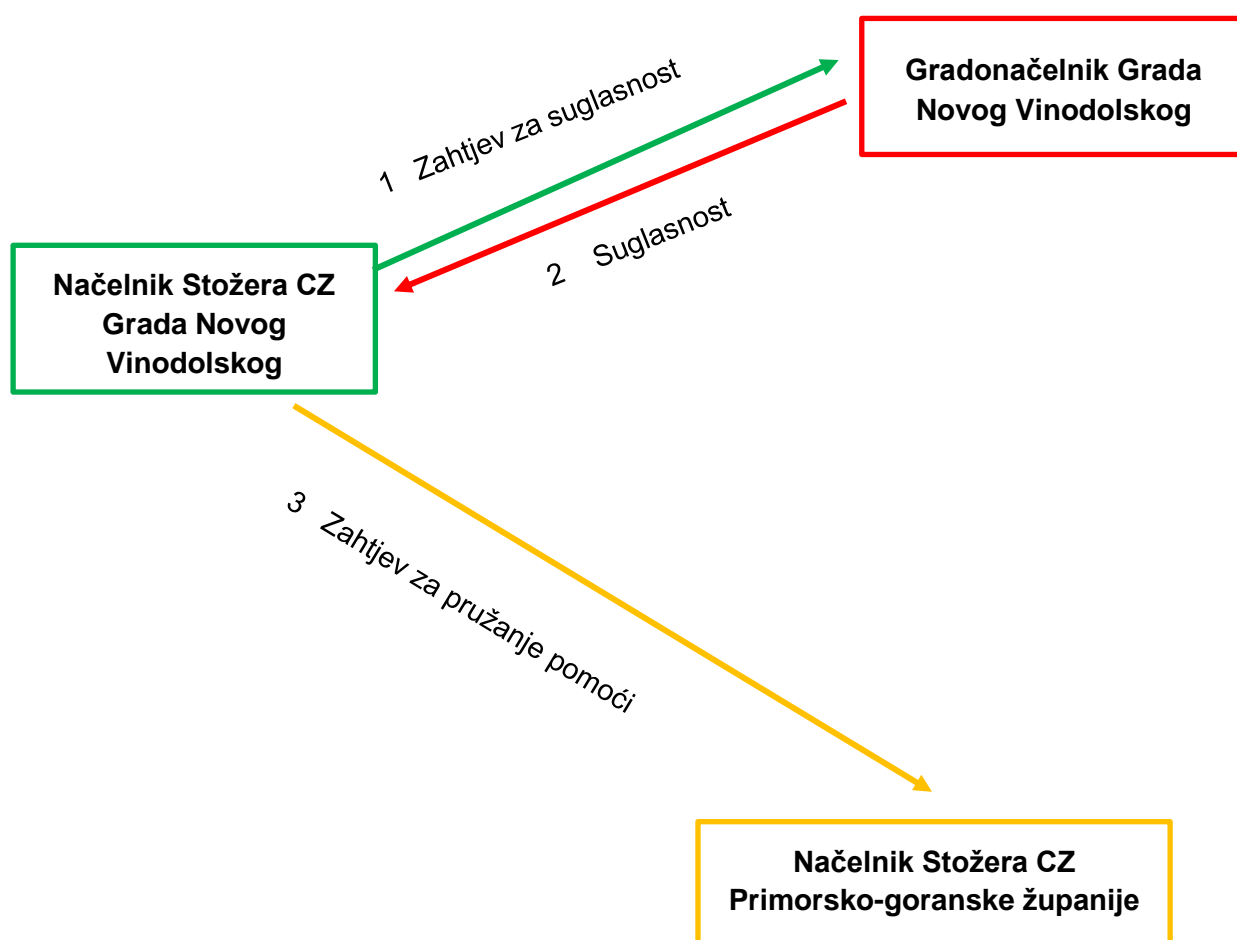 Gradonačelnik Grada
Novog Vinodolskog
1 Zahtjev za suglasnost
2 Suglasnost
Načelnik Stožera CZ
Grada Novog
Vinodolskog
3 Zahtjev za pružanje pomoći
Načelnik Stožera CZ
Primorsko-goranske županije